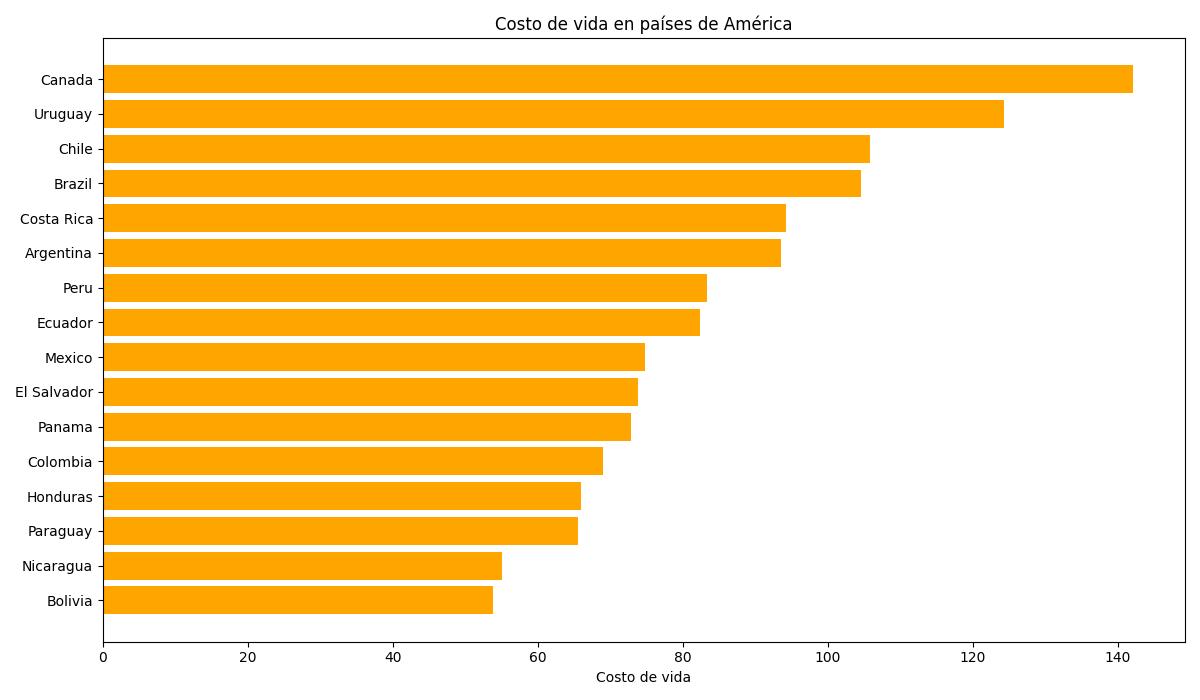 Costo de vida en países de América
Canada
Uruguay
Chile
Brazil
Costa Rica
Argentina
Peru
Ecuador
Mexico
El Salvador
Panama
Colombia
Honduras
Paraguay
Nicaragua
Bolivia
0 20 40 60 80 100 120 140
Costo de vida